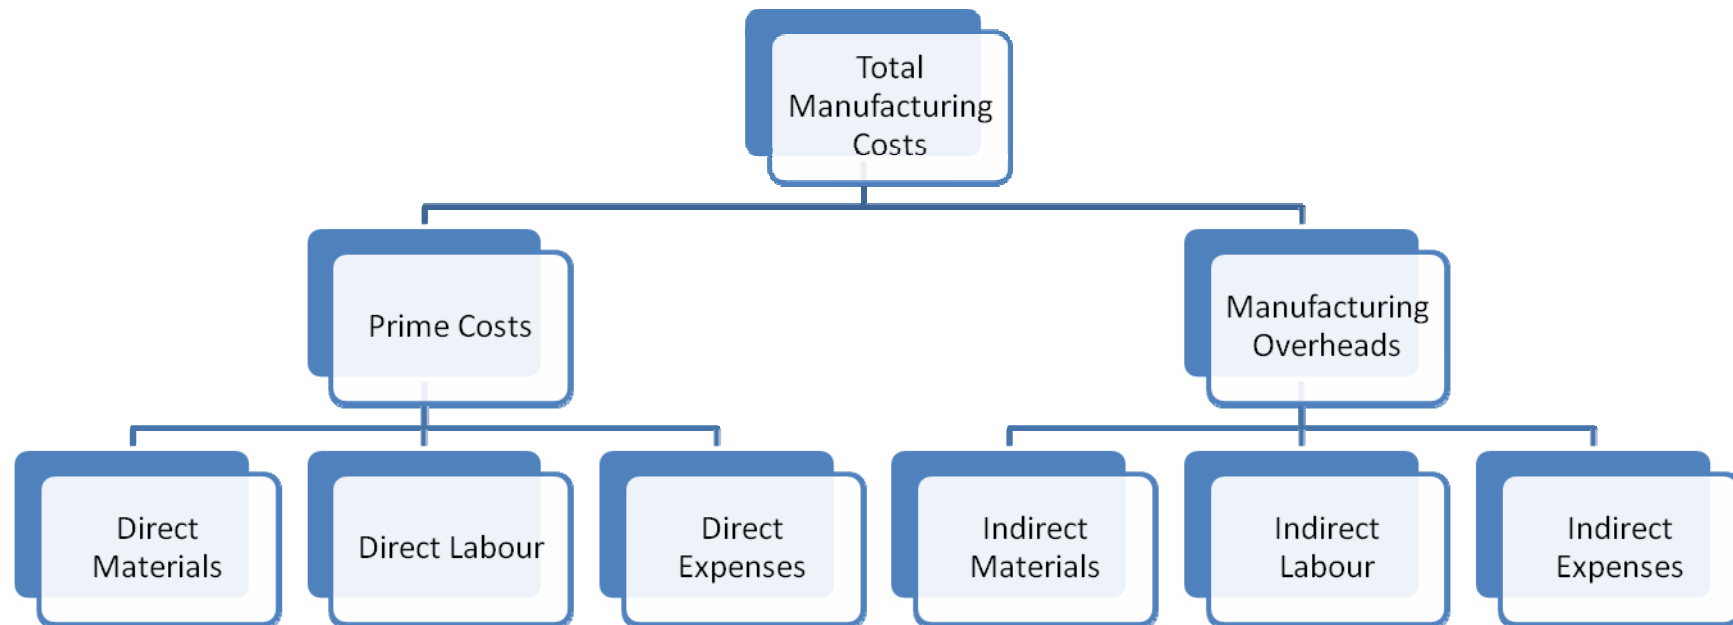 Total
Manufacturing
Costs
Prime Costs
Manufacturing
Overheads
Direct
Materials
Direct Labour
Direct
Expenses
Indirect
Materials
Indirect
Labour
Indirect
Expenses